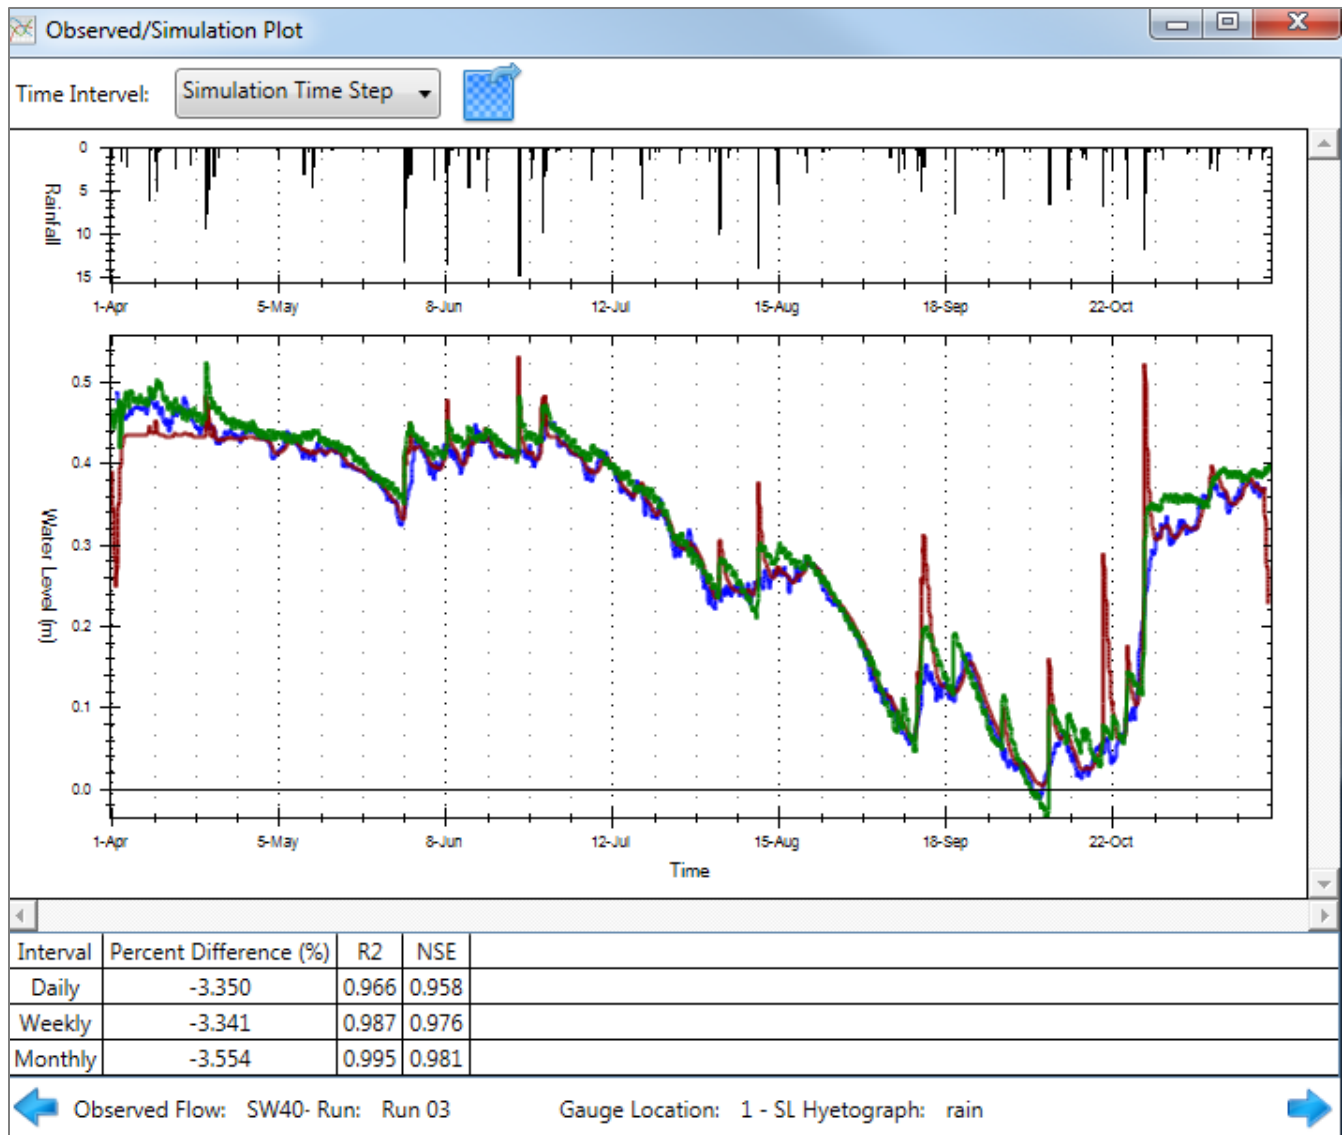 Observed/Simulation Plot
Time Intervel: Simulation Time Step
0
5
10
15
Rainfall
1-Apr 5-May 8-Jun 12-Jul 15-Aug 18-Sep 22-Oct
0.5
0.4
0.3
0.2
0.1
0.0
Water Level (m)
1-Apr 5-May 8-Jun 12-Jul 15-Aug 18-Sep 22-Oct
Time
Interval Percent Difference (%) R2 NSE
Daily -3.350 0.966 0.958
Weekly -3.341 0.987 0.976
Monthly -3.554 0.995 0.981
Observed Flow: SW40- Run: Run 03 Gauge Location: 1 - SL Hyetograph: rain